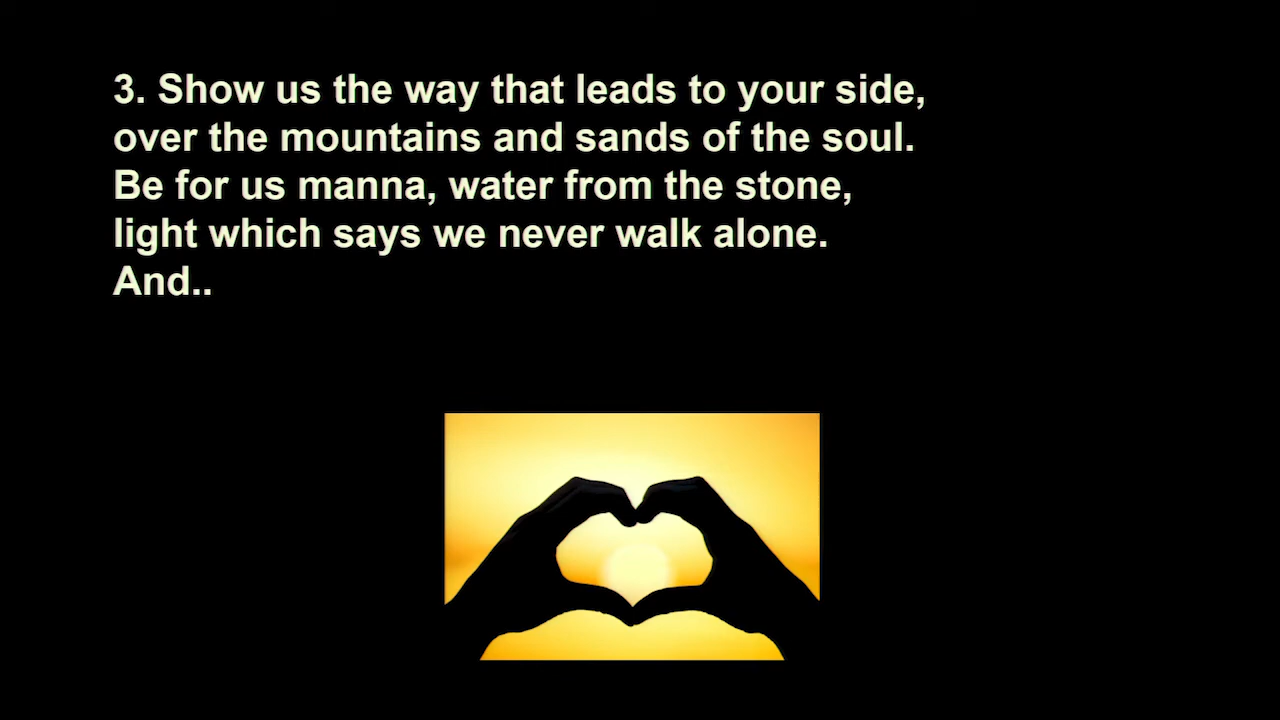 3. Show us the way that leads to your side,
over the mountains and sands of the soul.
Be for us manna, water from the stone,
light which says we never walk alone.
And..